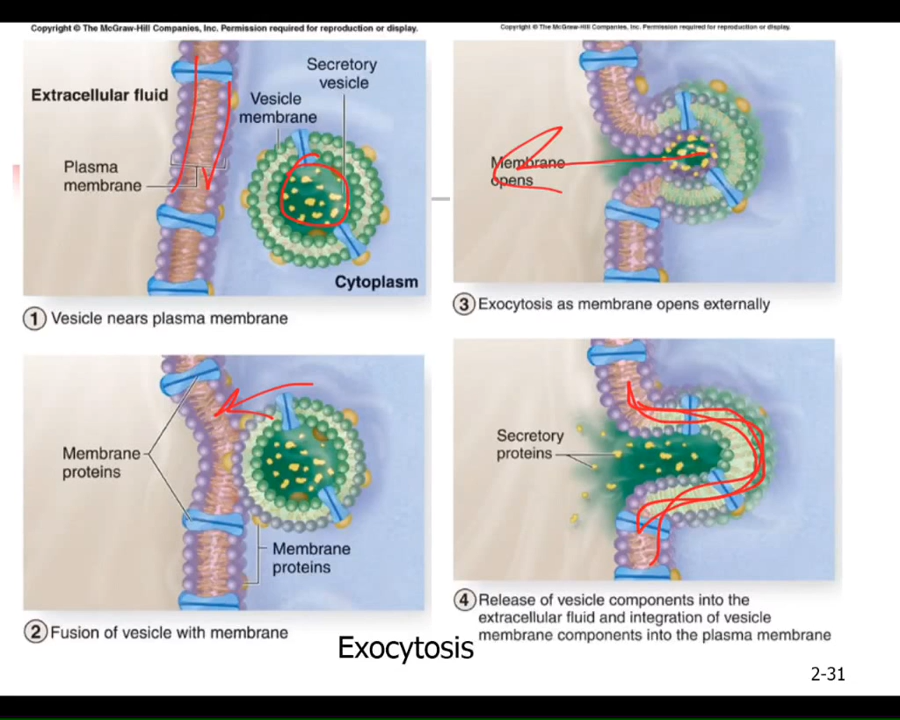 Copyright © The McGraw-Hill Companies, Inc. Permission required for reproduction or display.
Extracellular fluid
Secretory
vesicle
Vesicle
membrane
Plasma
membrane
Cytoplasm
1 Vesicle nears plasma membrane
Membrane
proteins
Membrane
proteins
2 Fusion of vesicle with membrane
Copyright © The McGraw-Hill Companies, Inc. Permission required for reproduction or display.
Membrane
opens
3 Exocytosis as membrane opens externally
Secretory
proteins
4 Release of vesicle components into the
extracellular fluid and integration of vesicle
membrane components into the plasma membrane
Exocytosis
2-31